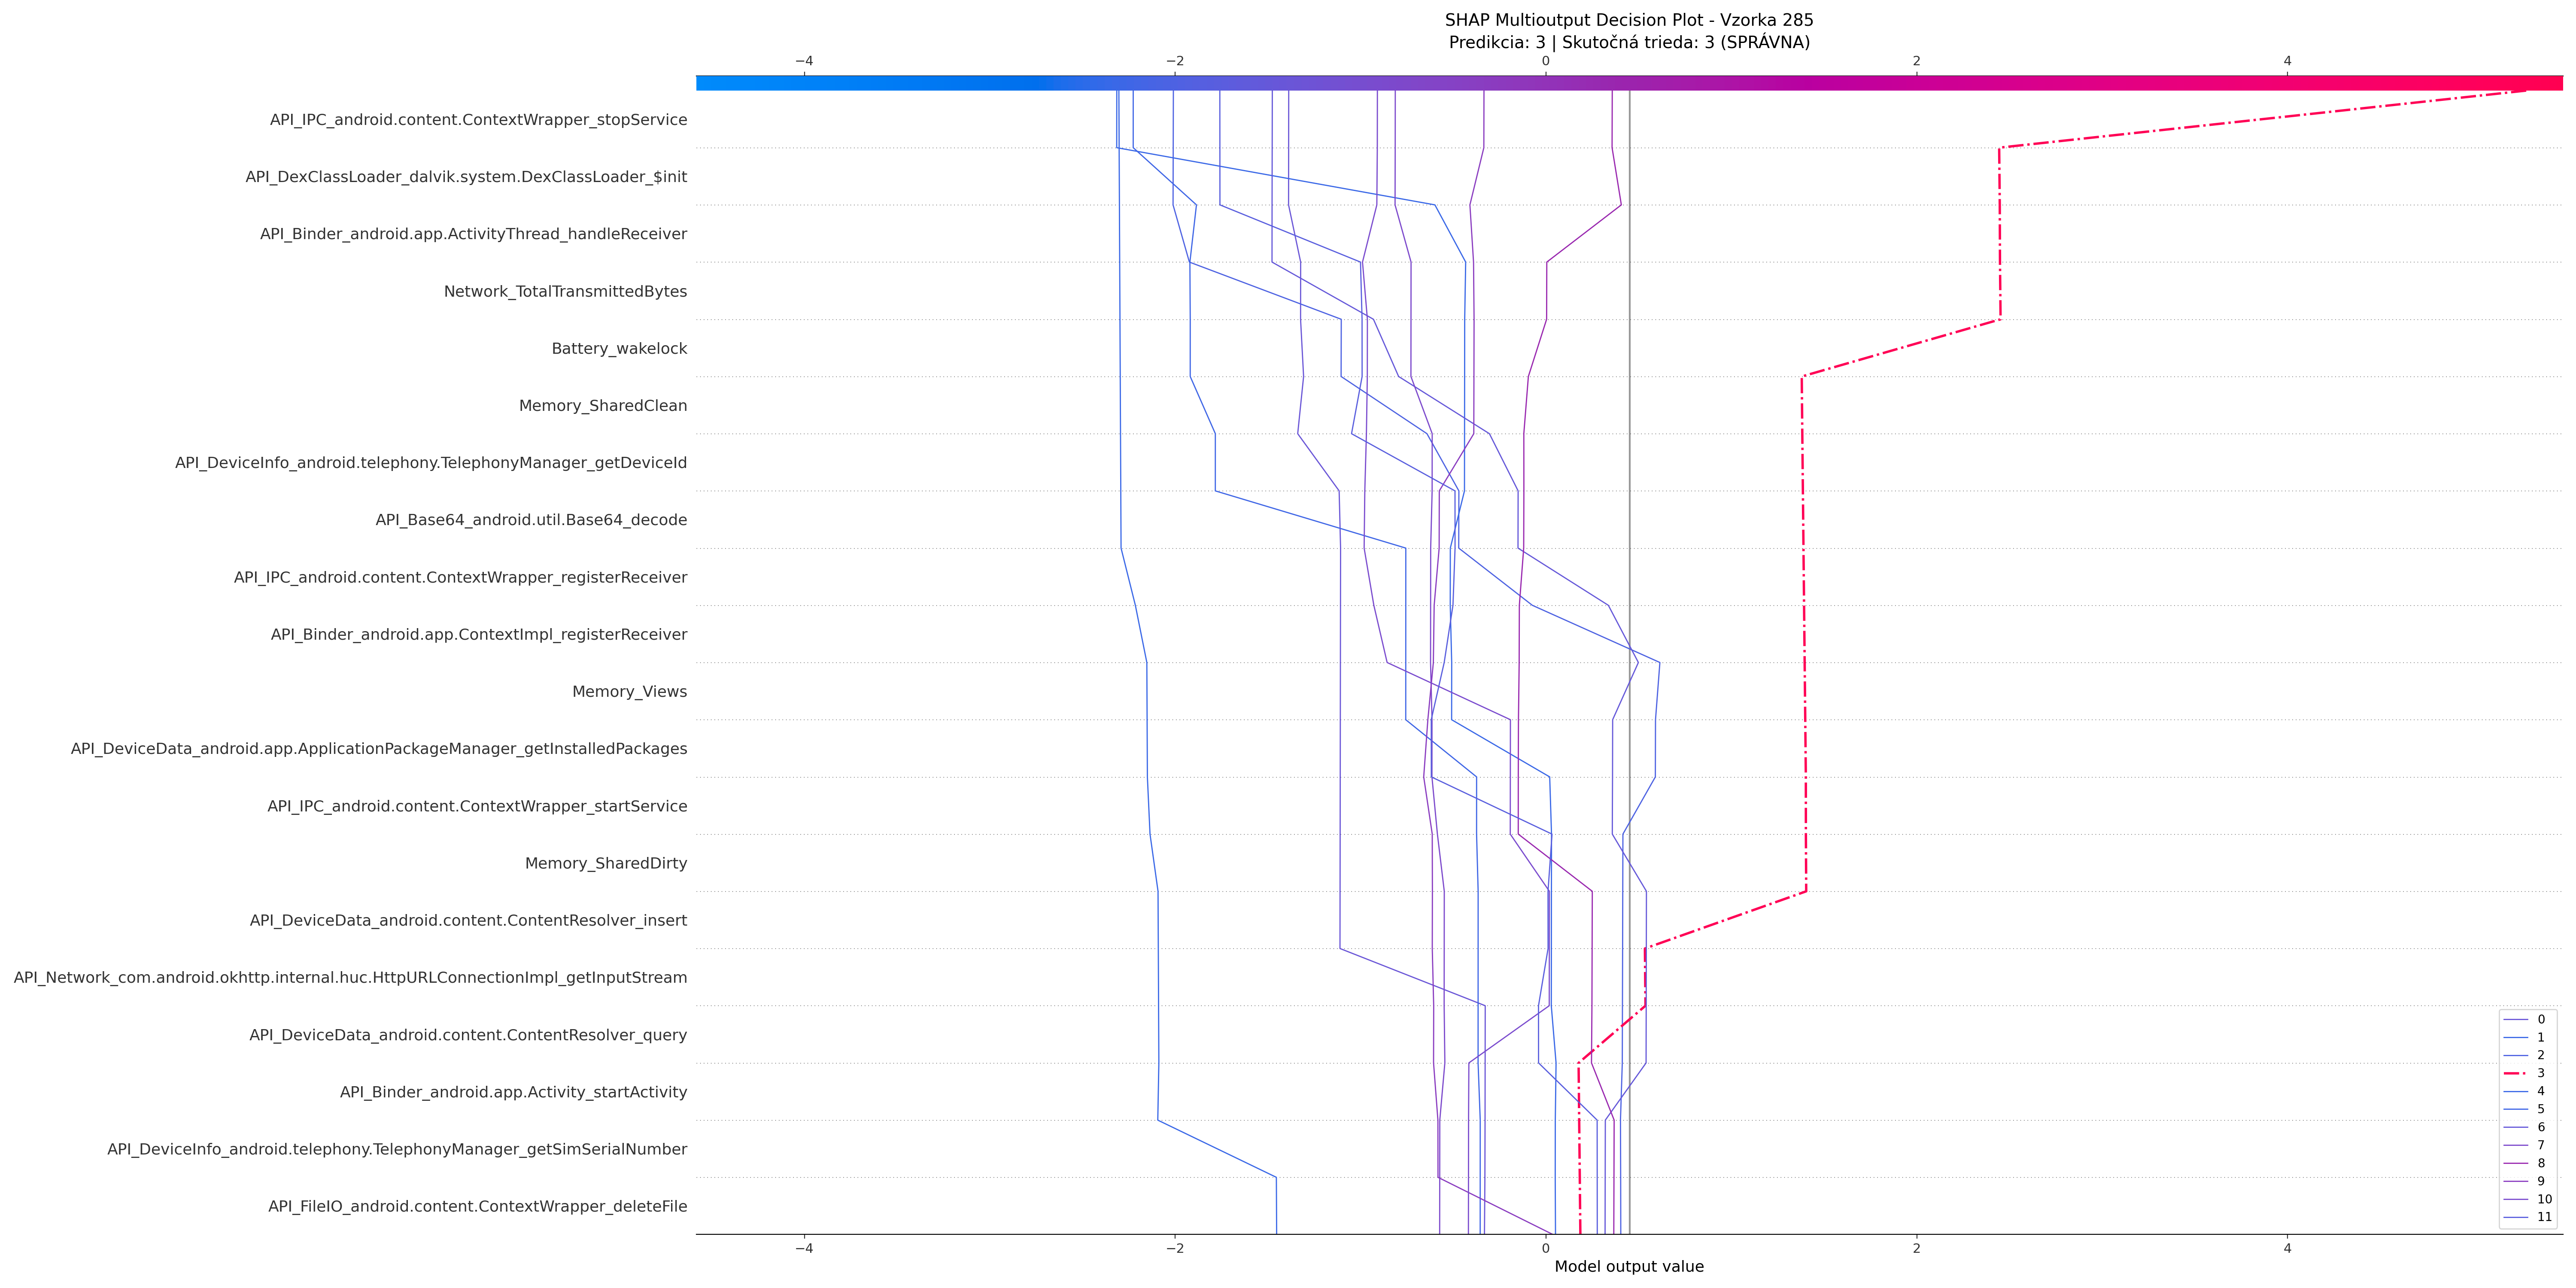 SHAP Multioutput Decision Plot - Vzorka 285
Predikcia: 3 | Skutočná trieda: 3 (SPRÁVNA)
−4 −2 0 2 4
API_IPC_android.content.ContextWrapper_stopService
API_DexClassLoader_dalvik.system.DexClassLoader_$init
API_Binder_android.app.ActivityThread_handleReceiver
Network_TotalTransmittedBytes
Battery_wakelock
Memory_SharedClean
API_DeviceInfo_android.telephony.TelephonyManager_getDeviceId
API_Base64_android.util.Base64_decode
API_IPC_android.content.ContextWrapper_registerReceiver
API_Binder_android.app.ContextImpl_registerReceiver
Memory_Views
API_DeviceData_android.app.ApplicationPackageManager_getInstalledPackages
API_IPC_android.content.ContextWrapper_startService
Memory_SharedDirty
API_DeviceData_android.content.ContentResolver_insert
API_Network_com.android.okhttp.internal.huc.HttpURLConnectionImpl_getInputStream
API_DeviceData_android.content.ContentResolver_query
API_Binder_android.app.Activity_startActivity
API_DeviceInfo_android.telephony.TelephonyManager_getSimSerialNumber
API_FileIO_android.content.ContextWrapper_deleteFile
0
1
2
3
4
5
6
7
8
9
10
11
−4 −2 0 2 4
Model output value